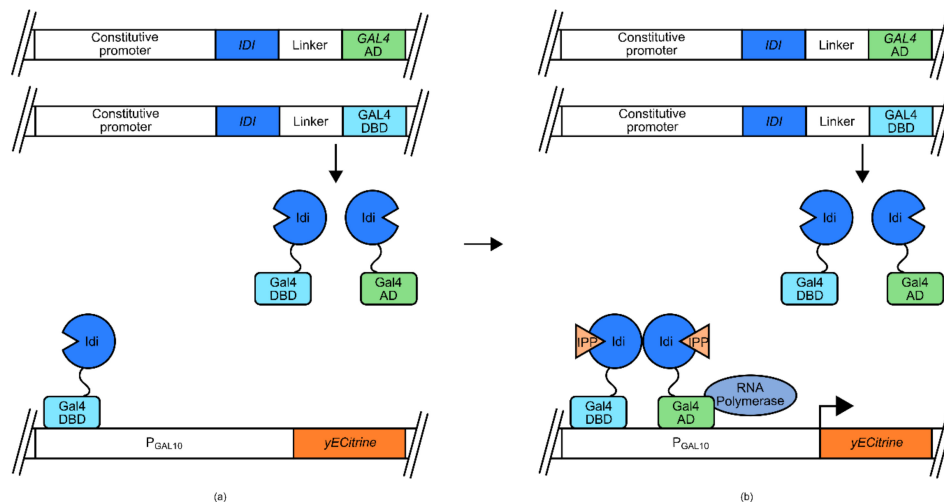 Constitutive
promoter
IDI
Linker
GAL4
AD
Constitutive
promoter
IDI
Linker
GAL4
DBD
Idi
Idi
Gal4
DBD
Gal4
AD
Idi
Gal4
DBD
PGAL10
yECitrine
(a)
Constitutive
promoter
IDI
Linker
GAL4
AD
Constitutive
promoter
IDI
Linker
GAL4
DBD
Idi
Idi
Gal4
DBD
Gal4
AD
IPP
Idi
Idi
IPP
Gal4
DBD
Gal4
AD
RNA
Polymerase
PGAL10
yECitrine
(b)